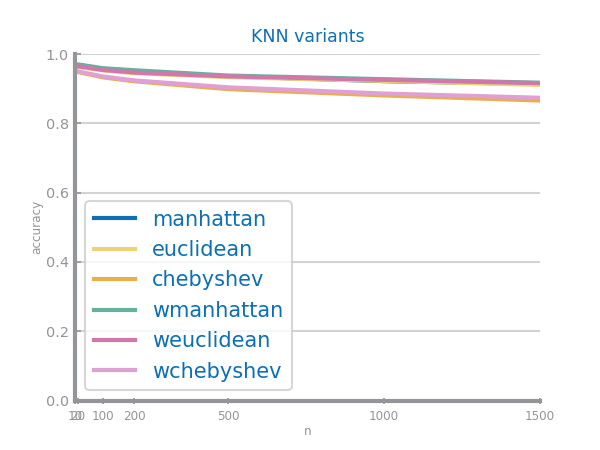 KNN variants
1.0
0.8
0.6
0.4
0.2
0.0
accuracy
manhattan
euclidean
chebyshev
wmanhattan
weuclidean
wchebyshev
10 20 100 200 500 1000 1500
n